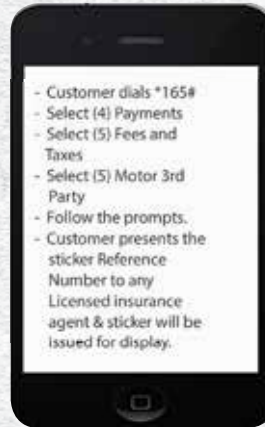 - Customer dials *165#
- Select (4) Payments
- Select (5) Fees and
Taxes
- Select (5) Motor 3rd
Party
- Follow the prompts.
- Customer presents the
sticker Reference
Number to any
Licensed insurance
agent & sticker will be
issued for display.